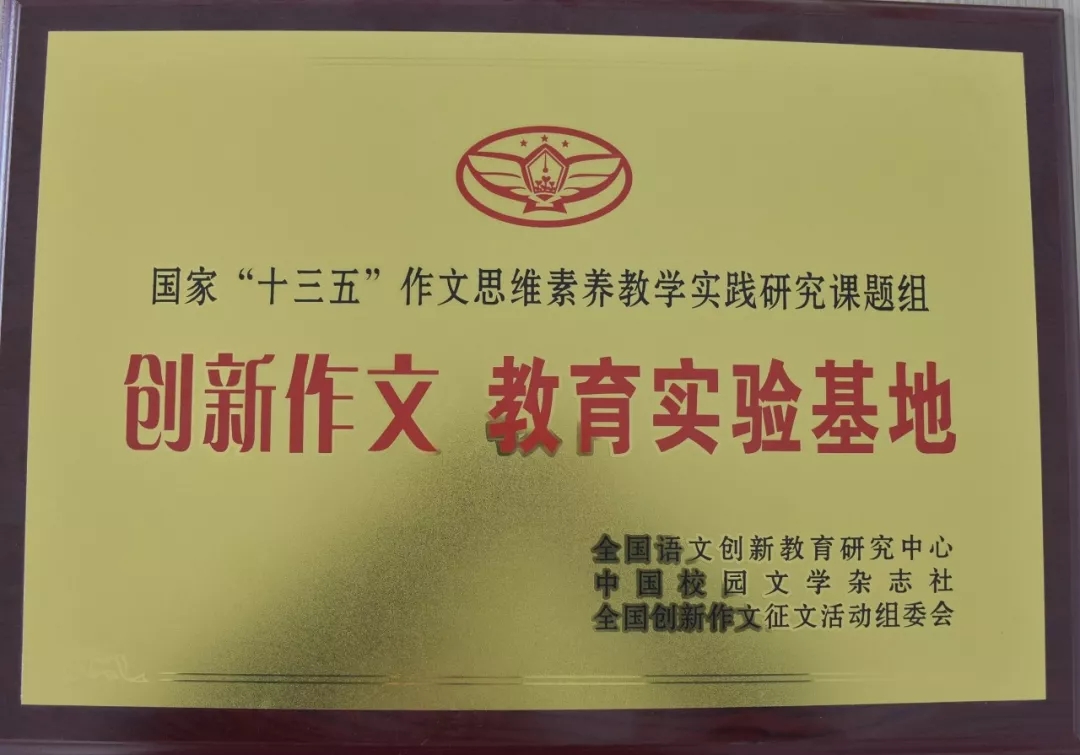 国家“十三五”作文思维素养教学实践研究课题组
创新作文 教育实验基地
全国语文创新教育研究中心
中国校园文学杂志社
全国创新作文征文活动组委会